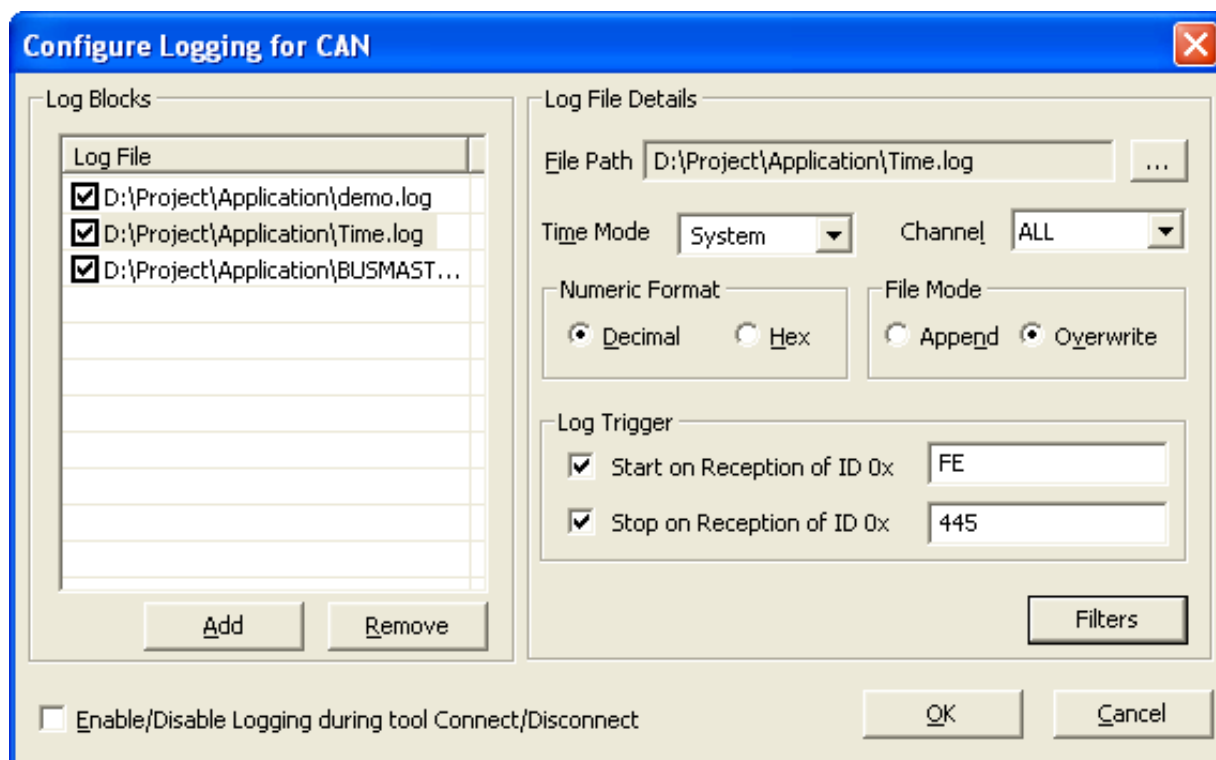 Configure Logging for CAN
Log Blocks
Log File
D:\Project\Application\demo.log
D:\Project\Application\Time.log
D:\Project\Application\BUSMAST...
Add
Remove
Log File Details
File Path D:\Project\Application\Time.log ...
Time Mode System Channel ALL
Numeric Format
Decimal Hex
File Mode
Append Overwrite
Log Trigger
Start on Reception of ID 0x FE
Stop on Reception of ID 0x 445
Filters
Enable/Disable Logging during tool Connect/Disconnect
OK
Cancel